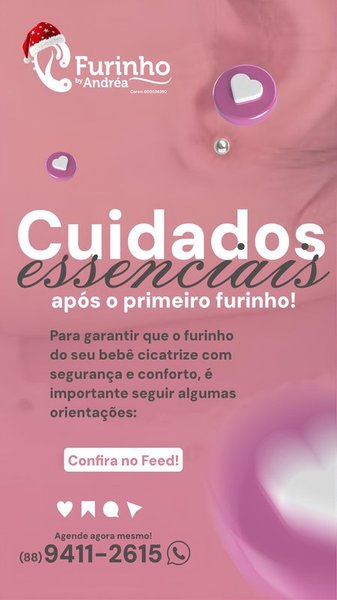 Furinho
by Andréa
Cuidados
essenciais
após o primeiro furinho!
Para garantir que o furinho
do seu bebê cicatrize com
segurança e conforto, é
importante seguir algumas
orientações:
Confira no Feed!
Agende agora mesmo!
(88) 9411-2615